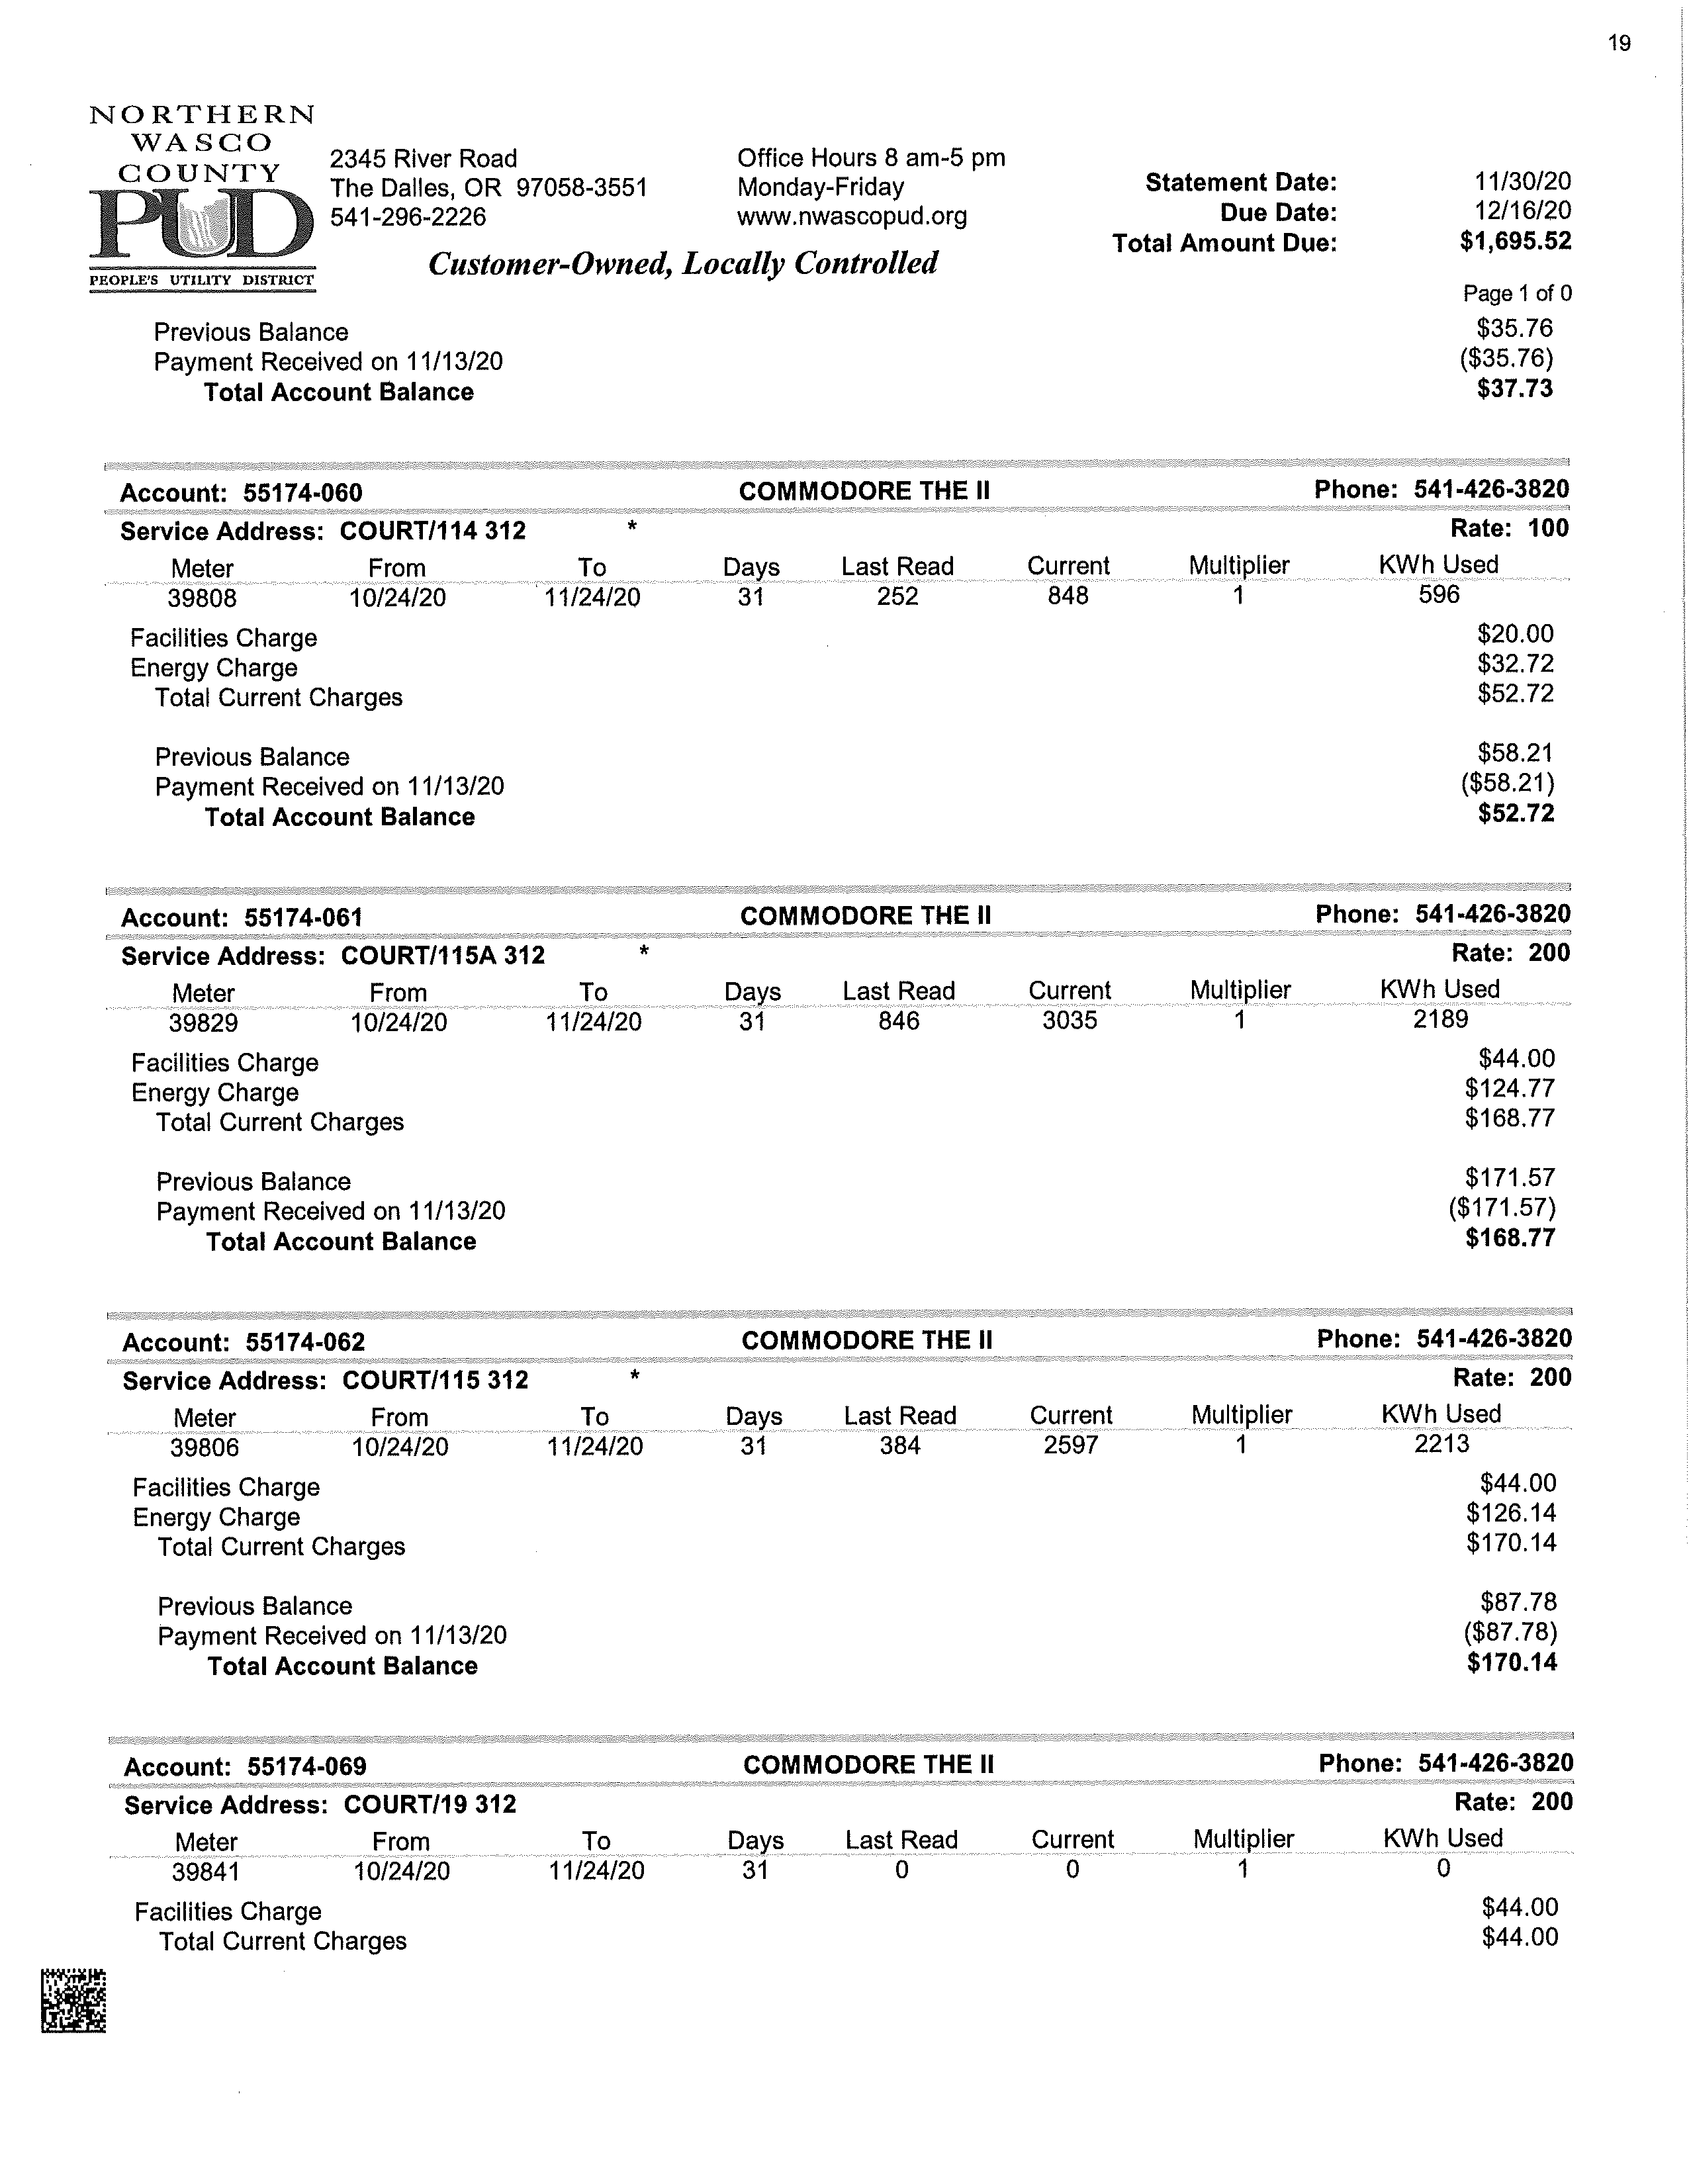 19
NORTHERN
WASCO
COUNTY
PUD
PEOPLE'S UTILITY DISTRICT
2345 River Road
The Dalles, OR 97058-3551
541-296-2226
Office Hours 8 am-5 pm
Monday-Friday
www.nwascopud.org
Customer-Owned, Locally Controlled
Statement Date: 11/30/20
Due Date: 12/16/20
Total Amount Due: $1,695.52
Page 1 of 0
Previous Balance $35.76
Payment Received on 11/13/20 ($35.76)
Total Account Balance $37.73
Account: 55174-060 COMMODORE THE II Phone: 541-426-3820
Service Address: COURT/114 312 * Rate: 100
Meter From To Days Last Read Current Multiplier KWh Used
39808 10/24/20 11/24/20 31 252 848 1 596
Facilities Charge $20.00
Energy Charge $32.72
Total Current Charges $52.72
Previous Balance $58.21
Payment Received on 11/13/20 ($58.21)
Total Account Balance $52.72
Account: 55174-061 COMMODORE THE II Phone: 541-426-3820
Service Address: COURT/115A 312 * Rate: 200
Meter From To Days Last Read Current Multiplier KWh Used
39829 10/24/20 11/24/20 31 846 3035 1 2189
Facilities Charge $44.00
Energy Charge $124.77
Total Current Charges $168.77
Previous Balance $171.57
Payment Received on 11/13/20 ($171.57)
Total Account Balance $168.77
Account: 55174-062 COMMODORE THE II Phone: 541-426-3820
Service Address: COURT/115 312 * Rate: 200
Meter From To Days Last Read Current Multiplier KWh Used
39806 10/24/20 11/24/20 31 384 2597 1 2213
Facilities Charge $44.00
Energy Charge $126.14
Total Current Charges $170.14
Previous Balance $87.78
Payment Received on 11/13/20 ($87.78)
Total Account Balance $170.14
Account: 55174-069 COMMODORE THE II Phone: 541-426-3820
Service Address: COURT/19 312 Rate: 200
Meter From To Days Last Read Current Multiplier KWh Used
39841 10/24/20 11/24/20 31 0 0 1 0
Facilities Charge $44.00
Total Current Charges $44.00